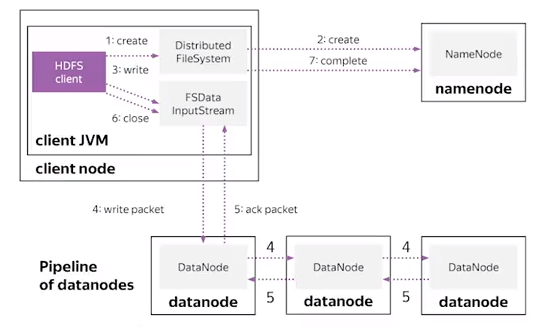 1: create
Distributed
FileSystem
2: create
7: complete
NameNode
namenode
HDFS
client
3: write
FSData
InputStream
6: close
client JVM
client node
4: write packet
5: ack packet
Pipeline
of datanodes
DataNode
datanode
4
5
DataNode
datanode
4
5
DataNode
datanode